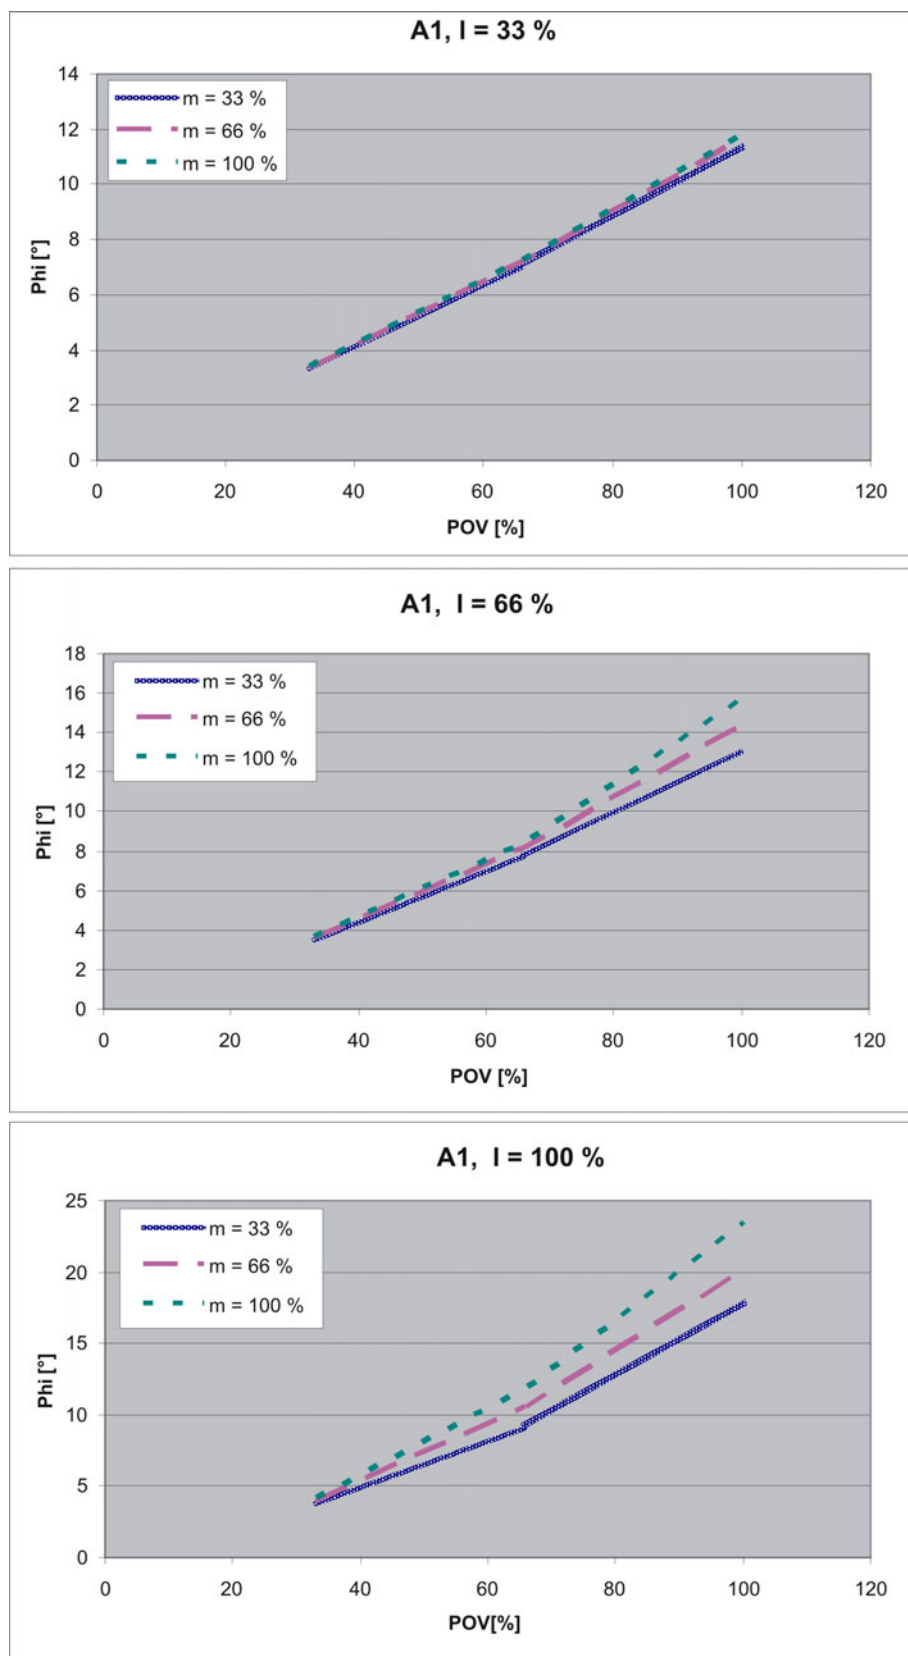 A1, l = 33 %
14
12
10
8
6
4
2
0
Phi [°]
m = 33 %
m = 66 %
m = 100 %
0 20 40 60 80 100 120
POV [%]
A1, l = 66 %
18
16
14
12
10
8
6
4
2
0
Phi [°]
m = 33 %
m = 66 %
m = 100 %
0 20 40 60 80 100 120
POV [%]
A1, l = 100 %
25
20
15
10
5
0
Phi [°]
m = 33 %
m = 66 %
m = 100 %
0 20 40 60 80 100 120
POV[%]